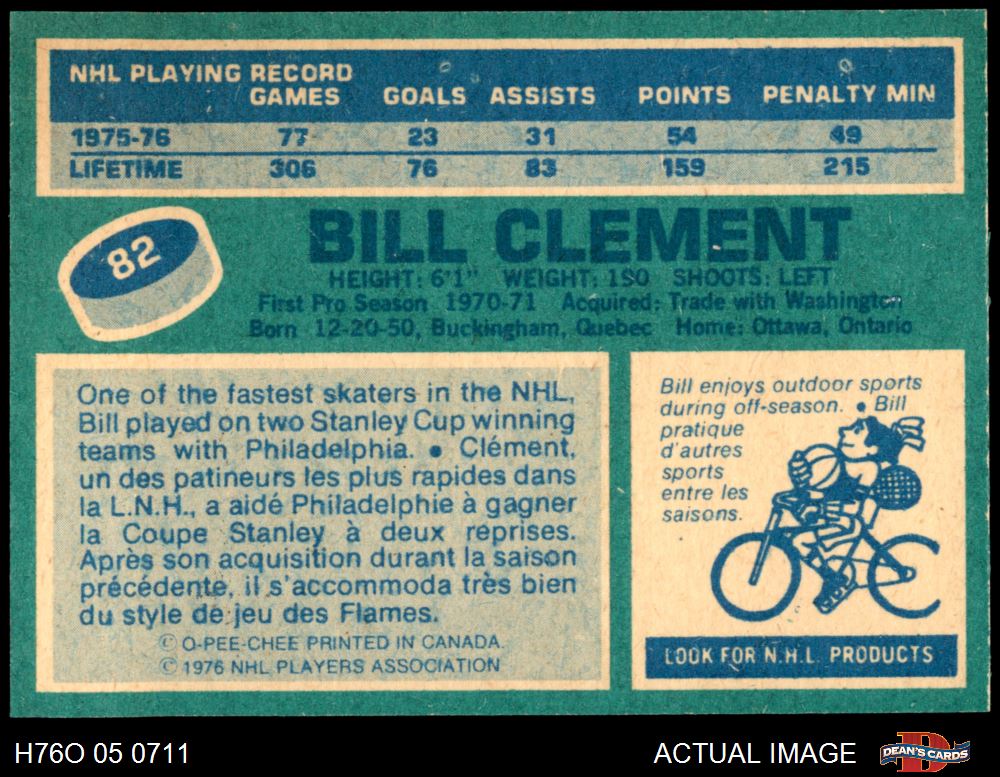 NHL PLAYING RECORD
GAMES GOALS ASSISTS POINTS PENALTY MIN
1975-76 77 23 31 54 49
LIFETIME 306 76 83 159 215
82
BILL CLEMENT
HEIGHT: 6'1" WEIGHT: 190 SHOOTS: LEFT
First Pro Season 1970-71 Acquired: Trade with Washington
Born 12-20-50, Buckingham, Quebec Home: Ottawa, Ontario
One of the fastest skaters in the NHL,
Bill played on two Stanley Cup winning
teams with Philadelphia. • Clément,
un des patineurs les plus rapides dans
la L.N.H., a aidé Philadelphie à gagner
la Coupe Stanley à deux reprises.
Après son acquisition durant la saison
précédente, il s'accommoda très bien
du style de jeu des Flames.
© O-PEE-CHEE PRINTED IN CANADA.
© 1976 NHL PLAYERS ASSOCIATION
Bill enjoys outdoor sports
during off-season. • Bill
pratique
d'autres
sports
entre les
saisons.
LOOK FOR N.H.L. PRODUCTS
H76O 05 0711
ACTUAL IMAGE
DEAN'S CARDS